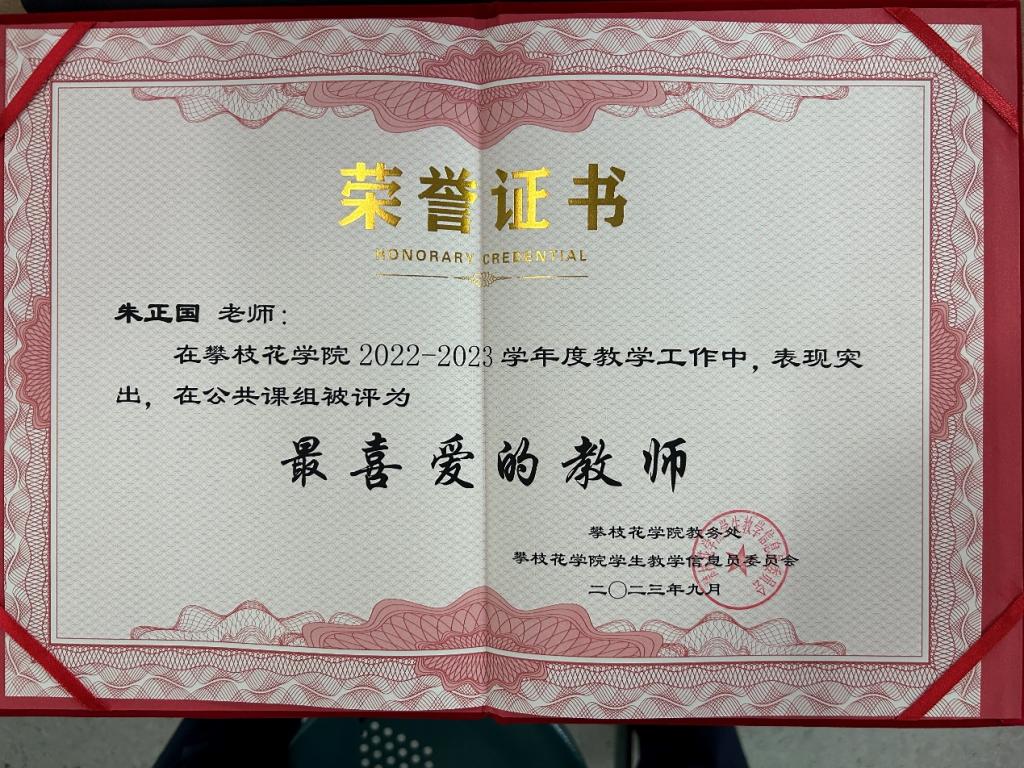 荣誉证书
HONORARY CREDENTIAL
朱正国 老师：
在攀枝花学院 2022-2023 学年度教学工作中，表现突
出，在公共课组被评为
最喜爱的教师
攀枝花学院教务处
攀枝花学院学生教学信息员委员会
二〇二三年九月